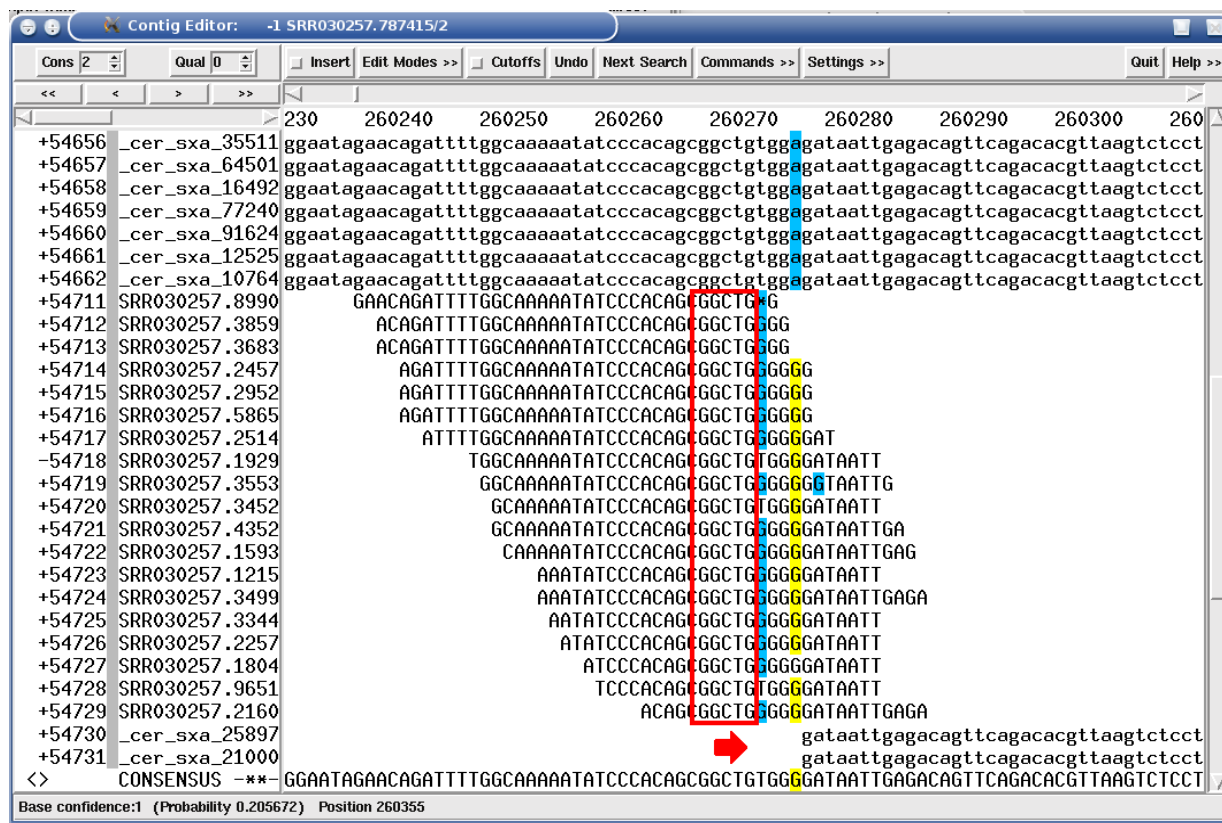 Contig Editor: -1 SRR030257.787415/2
Cons 2 Qual 0 Insert Edit Modes >> Cutoffs Undo Next Search Commands >> Settings >> Quit Help >>
<< < > >>
230 260240 260250 260260 260270 260280 260290 260300 260
+54656 _cer_sxa_35511 ggaatagaacagattttggcaaaaatatcccacagcggctgtggagataattgagacagttcagacacgttaagtctcct
+54657 _cer_sxa_64501 ggaatagaacagattttggcaaaaatatcccacagcggctgtggagataattgagacagttcagacacgttaagtctcct
+54658 _cer_sxa_16492 ggaatagaacagattttggcaaaaatatcccacagcggctgtggagataattgagacagttcagacacgttaagtctcct
+54659 _cer_sxa_77240 ggaatagaacagattttggcaaaaatatcccacagcggctgtggagataattgagacagttcagacacgttaagtctcct
+54660 _cer_sxa_91624 ggaatagaacagattttggcaaaaatatcccacagcggctgtggagataattgagacagttcagacacgttaagtctcct
+54661 _cer_sxa_12525 ggaatagaacagattttggcaaaaatatcccacagcggctgtggagataattgagacagttcagacacgttaagtctcct
+54662 _cer_sxa_10764 ggaatagaacagattttggcaaaaatatcccacagcggctgtggagataattgagacagttcagacacgttaagtctcct
+54711 SRR030257.8990 GAACAGATTTTGGCAAAAATATCCCACAGCGGCTG*G
+54712 SRR030257.3859 ACAGATTTTGGCAAAAATATCCCACAGCGGCTGGGG
+54713 SRR030257.3683 ACAGATTTTGGCAAAAATATCCCACAGCGGCTGGGG
+54714 SRR030257.2457 AGATTTTGGCAAAAATATCCCACAGCGGCTGGGGGG
+54715 SRR030257.2952 AGATTTTGGCAAAAATATCCCACAGCGGCTGGGGGG
+54716 SRR030257.5865 AGATTTTGGCAAAAATATCCCACAGCGGCTGGGGGG
+54717 SRR030257.2514 ATTTTGGCAAAAATATCCCACAGCGGCTGGGGGGAT
-54718 SRR030257.1929 TGGCAAAAATATCCCACAGCGGCTGTGGGGATAATT
+54719 SRR030257.3553 GGCAAAAATATCCCACAGCGGCTGGGGGGGTAATTG
+54720 SRR030257.3452 GCAAAAATATCCCACAGCGGCTGTGGGGATAATT
+54721 SRR030257.4352 GCAAAAATATCCCACAGCGGCTGGGGGGATAATTGA
+54722 SRR030257.1593 CAAAAATATCCCACAGCGGCTGGGGGGATAATTGAG
+54723 SRR030257.1215 AAATATCCCACAGCGGCTGGGGGGATAATT
+54724 SRR030257.3499 AAATATCCCACAGCGGCTGGGGGGATAATTGAGA
+54725 SRR030257.3344 AATATCCCACAGCGGCTGGGGGGATAATT
+54726 SRR030257.2257 ATATCCCACAGCGGCTGGGGGGATAATT
+54727 SRR030257.1804 ATCCCACAGCGGCTGGGGGGATAATT
+54728 SRR030257.9651 TCCCACAGCGGCTGTGGGGATAATT
+54729 SRR030257.2160 ACAGCGGCTGGGGGGATAATTGAGA
+54730 _cer_sxa_25897 gataattgagacagttcagacacgttaagtctcct
+54731 _cer_sxa_21000 gataattgagacagttcagacacgttaagtctcct
<> CONSENSUS -**- GGAATAGAACAGATTTTGGCAAAAATATCCCACAGCGGCTGTGGGGATAATTGAGACAGTTCAGACACGTTAAGTCTCCT
Base confidence:1 (Probability 0.205672) Position 260355